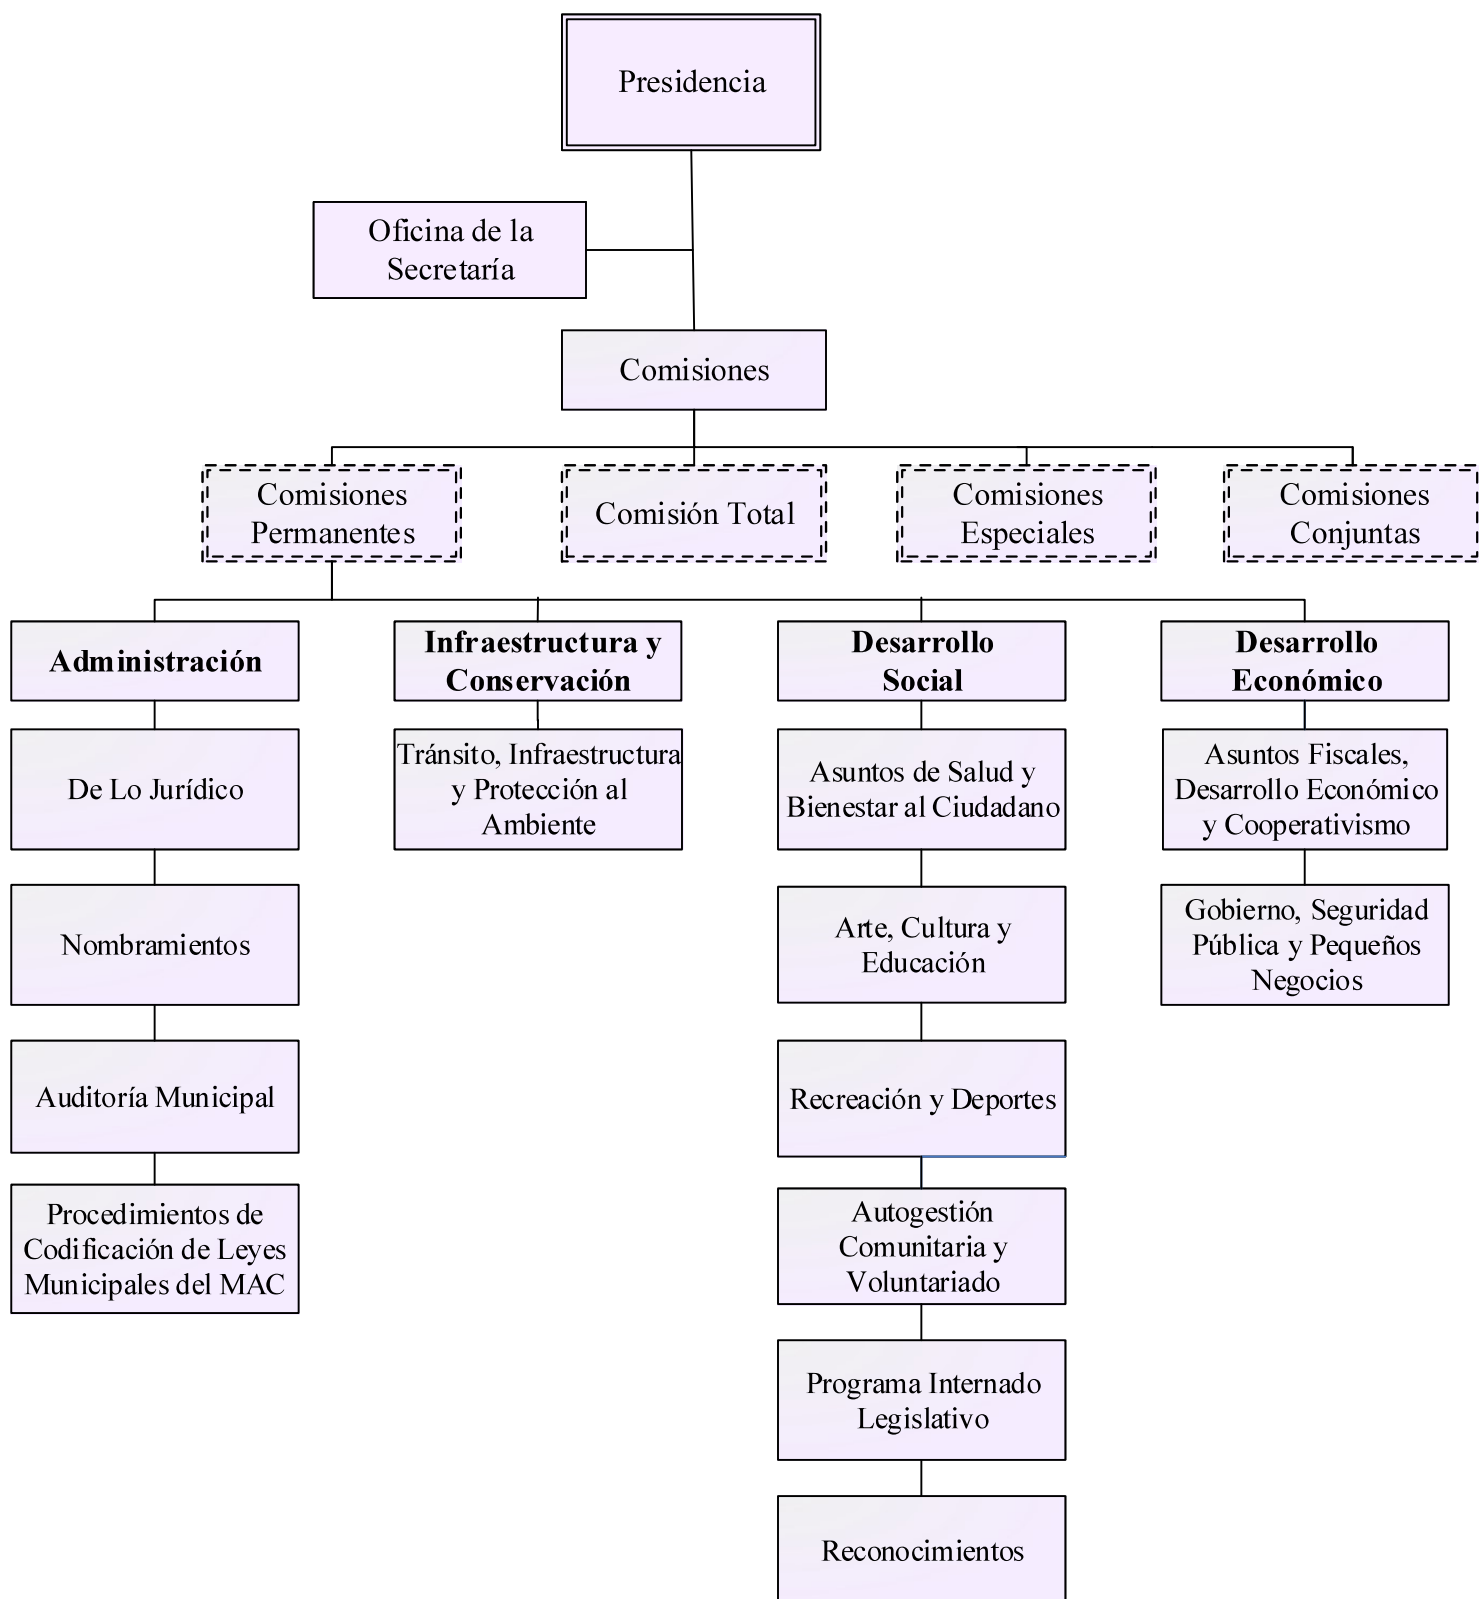 Presidencia
Oficina de la
Secretaría
Comisiones
Comisiones
Permanentes
Comisión Total
Comisiones
Especiales
Comisiones
Conjuntas
Administración
De Lo Jurídico
Nombramientos
Auditoría Municipal
Procedimientos de
Codificación de Leyes
Municipales del MAC
Infraestructura y
Conservación
Tránsito, Infraestructura
y Protección al
Ambiente
Desarrollo
Social
Asuntos de Salud y
Bienestar al Ciudadano
Arte, Cultura y
Educación
Recreación y Deportes
Autogestión
Comunitaria y
Voluntariado
Programa Internado
Legislativo
Reconocimientos
Desarrollo
Económico
Asuntos Fiscales,
Desarrollo Económico
y Cooperativismo
Gobierno, Seguridad
Pública y Pequeños
Negocios